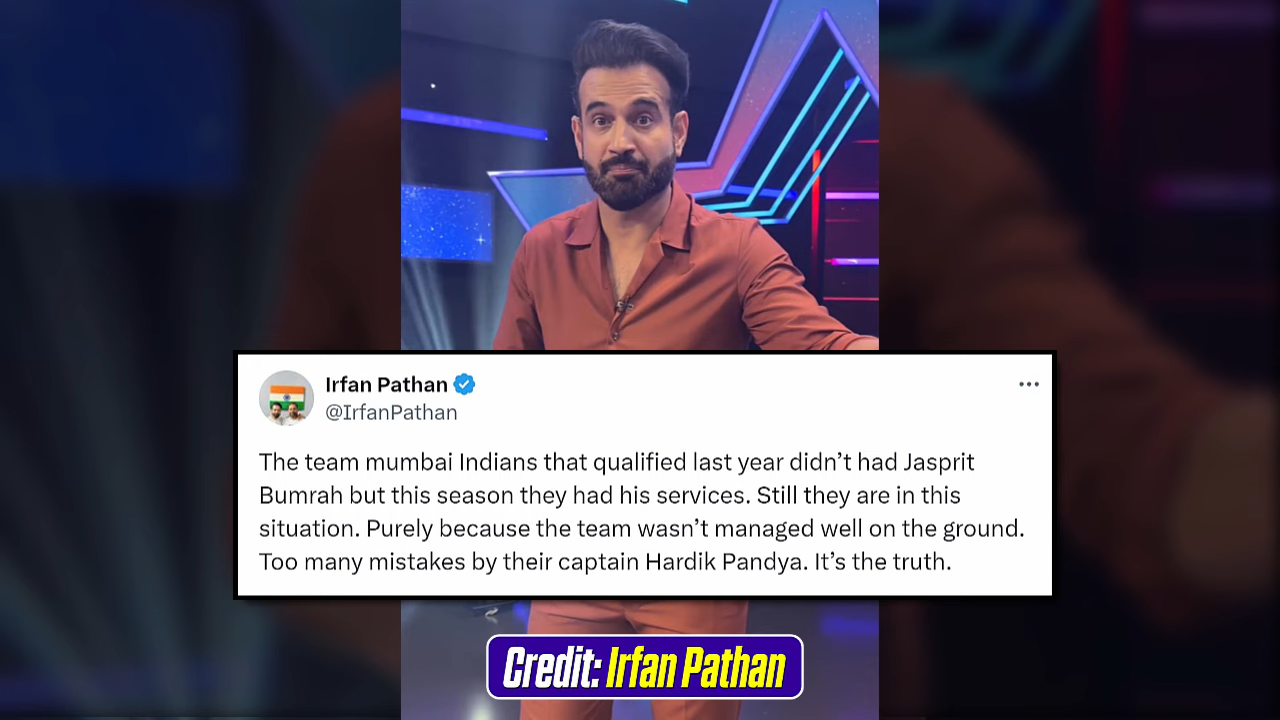 Irfan Pathan
@IrfanPathan
The team mumbai Indians that qualified last year didn’t had Jasprit
Bumrah but this season they had his services. Still they are in this
situation. Purely because the team wasn’t managed well on the ground.
Too many mistakes by their captain Hardik Pandya. It’s the truth.
Credit: Irfan Pathan